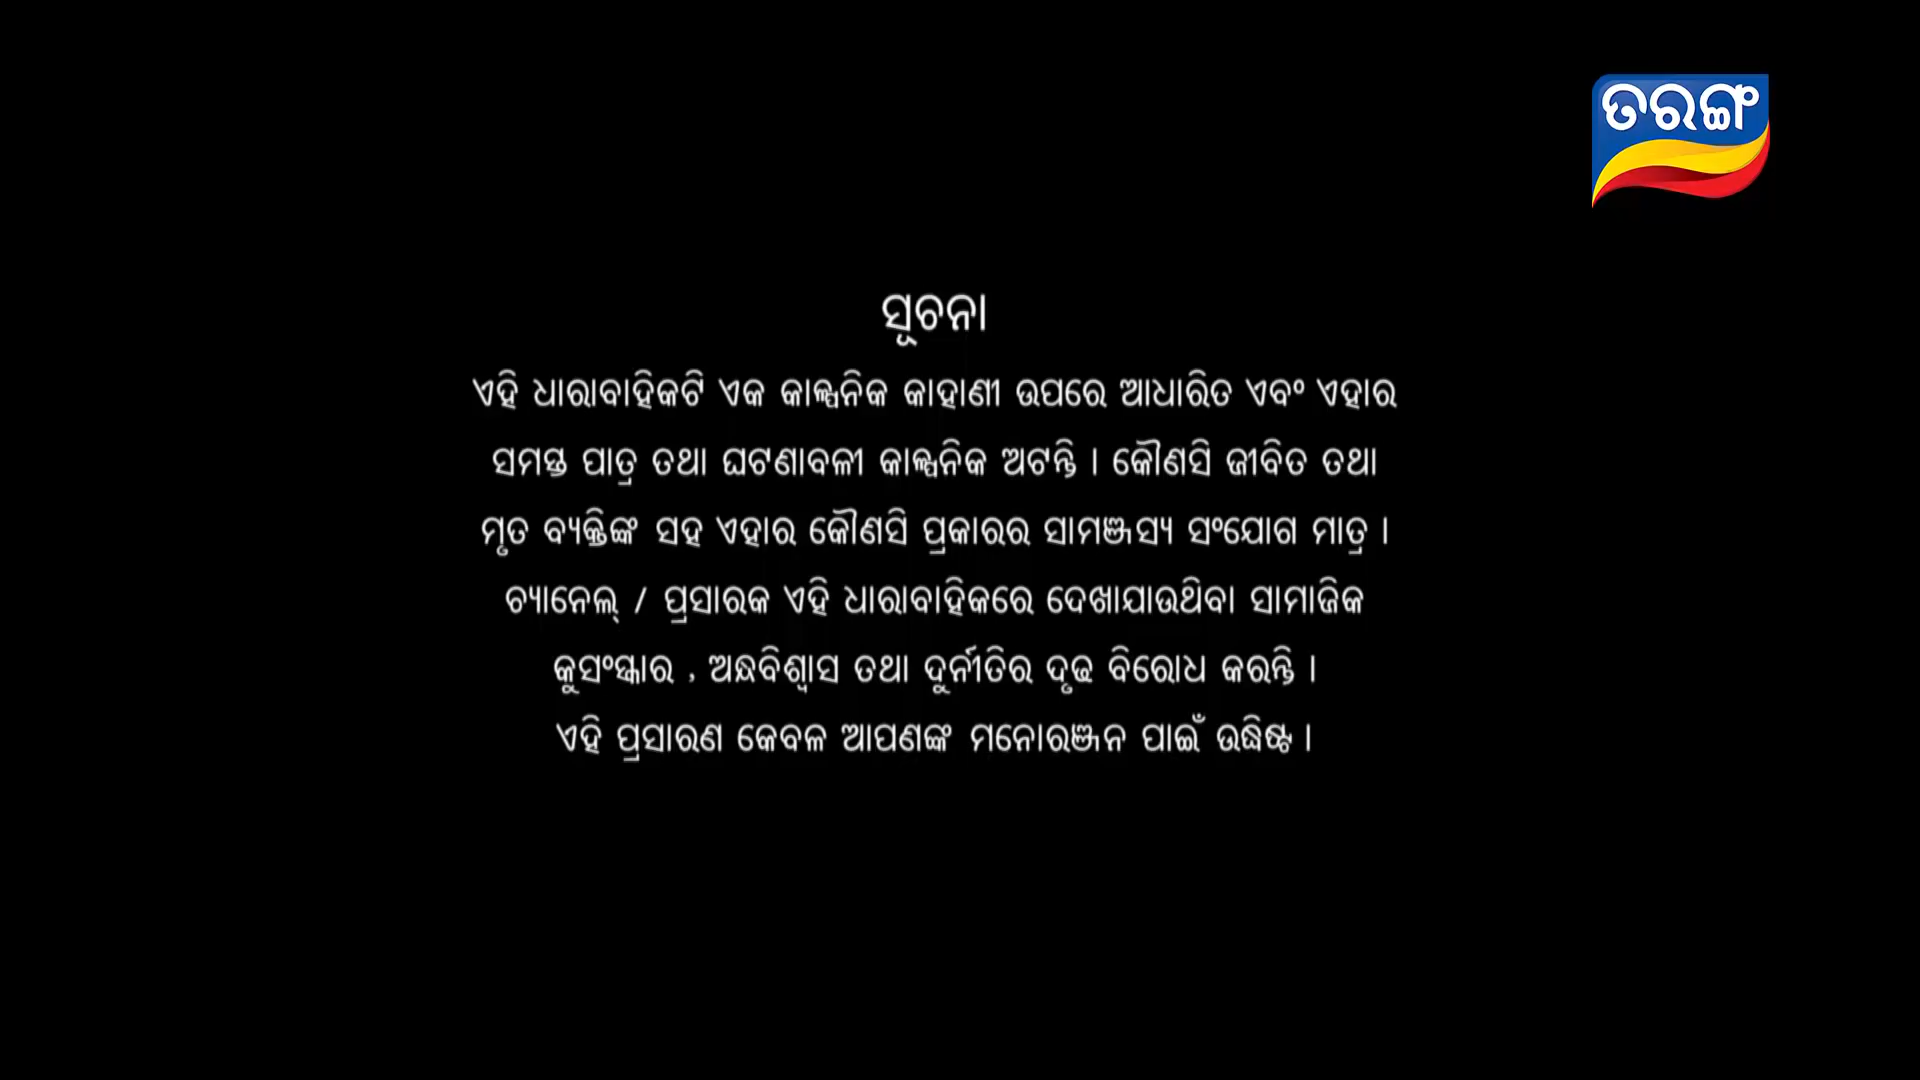 ତରଙ୍ଗ
ସୂଚନା
ଏହି ଧାରାବାହିକଟି ଏକ କାଳ୍ପନିକ କାହାଣୀ ଉପରେ ଆଧାରିତ ଏବଂ ଏହାର
ସମସ୍ତ ପାତ୍ର ତଥା ଘଟଣାବଳୀ କାଳ୍ପନିକ ଅଟନ୍ତି । କୌଣସି ଜୀବିତ ତଥା
ମୃତ ବ୍ୟକ୍ତିଙ୍କ ସହ ଏହାର କୌଣସି ପ୍ରକାରର ସାମଞ୍ଜସ୍ୟ ସଂଯୋଗ ମାତ୍ର ।
ଚ୍ୟାନେଲ୍ / ପ୍ରସାରକ ଏହି ଧାରାବାହିକରେ ଦେଖାଯାଉଥିବା ସାମାଜିକ
କୁସଂସ୍କାର , ଅନ୍ଧବିଶ୍ୱାସ ତଥା ଦୁର୍ନୀତିର ଦୃଢ ବିରୋଧ କରନ୍ତି ।
ଏହି ପ୍ରସାରଣ କେବଳ ଆପଣଙ୍କ ମନୋରଞ୍ଜନ ପାଇଁ ଉଦ୍ଧିଷ୍ଟ ।